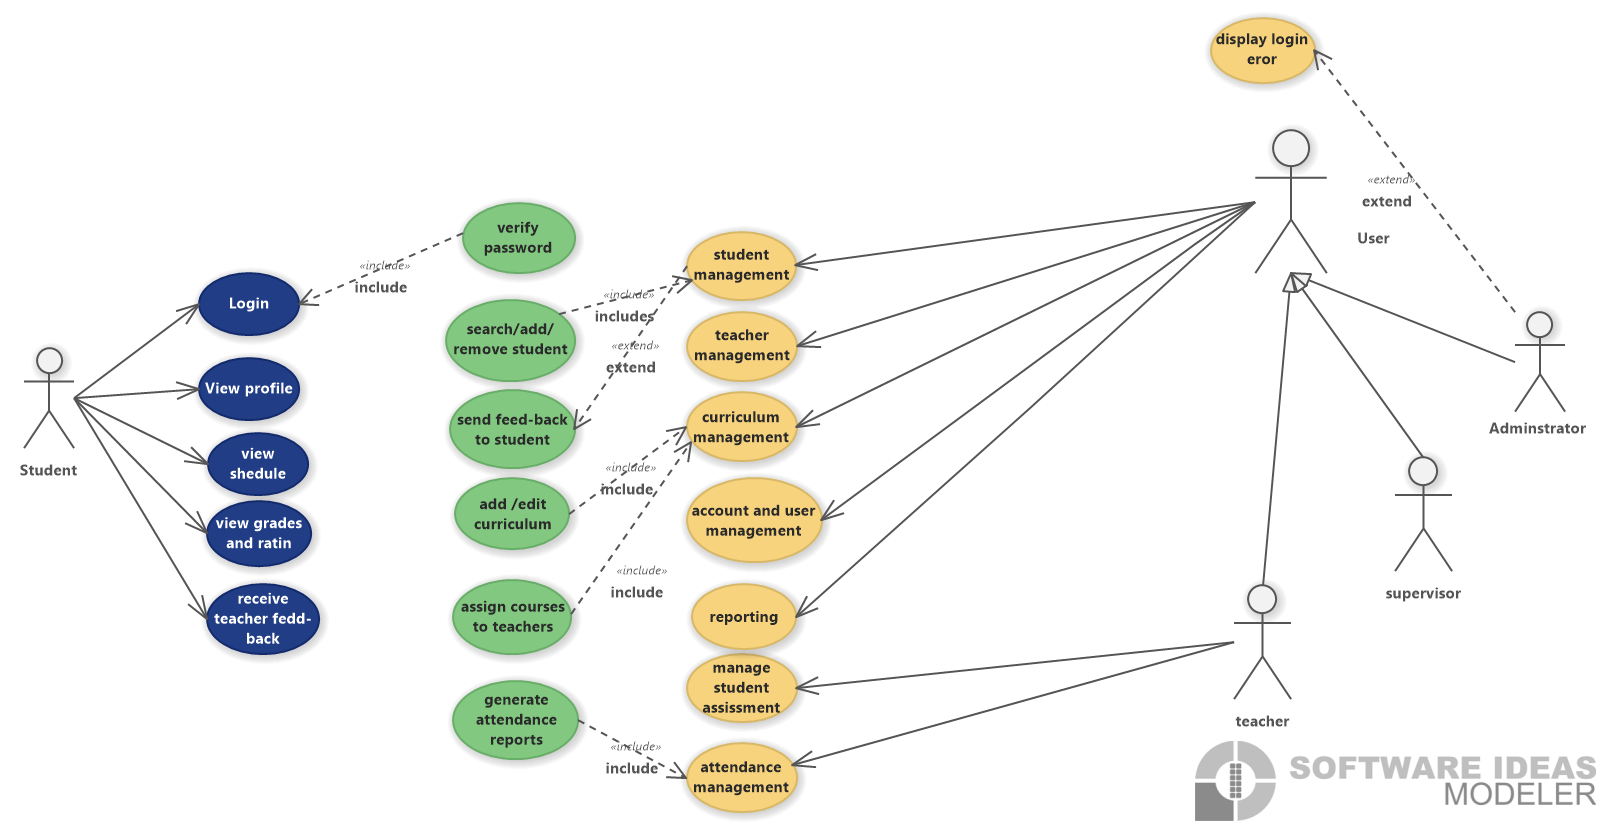 display login
eror
«extend»
extend
User
verify
password
student
management
«include»
include
Login
«include»
includes
search/add/
remove student
teacher
management
«extend»
extend
View profile
send feed-back
to student
curriculum
management
Adminstrator
view
shedule
Student
«include»
include
add /edit
curriculum
account and user
management
view grades
and ratin
«include»
include
supervisor
receive
teacher fedd-
back
assign courses
to teachers
reporting
manage
student
assissment
generate
attendance
reports
teacher
«include»
include
attendance
management
SOFTWARE IDEAS
MODELER